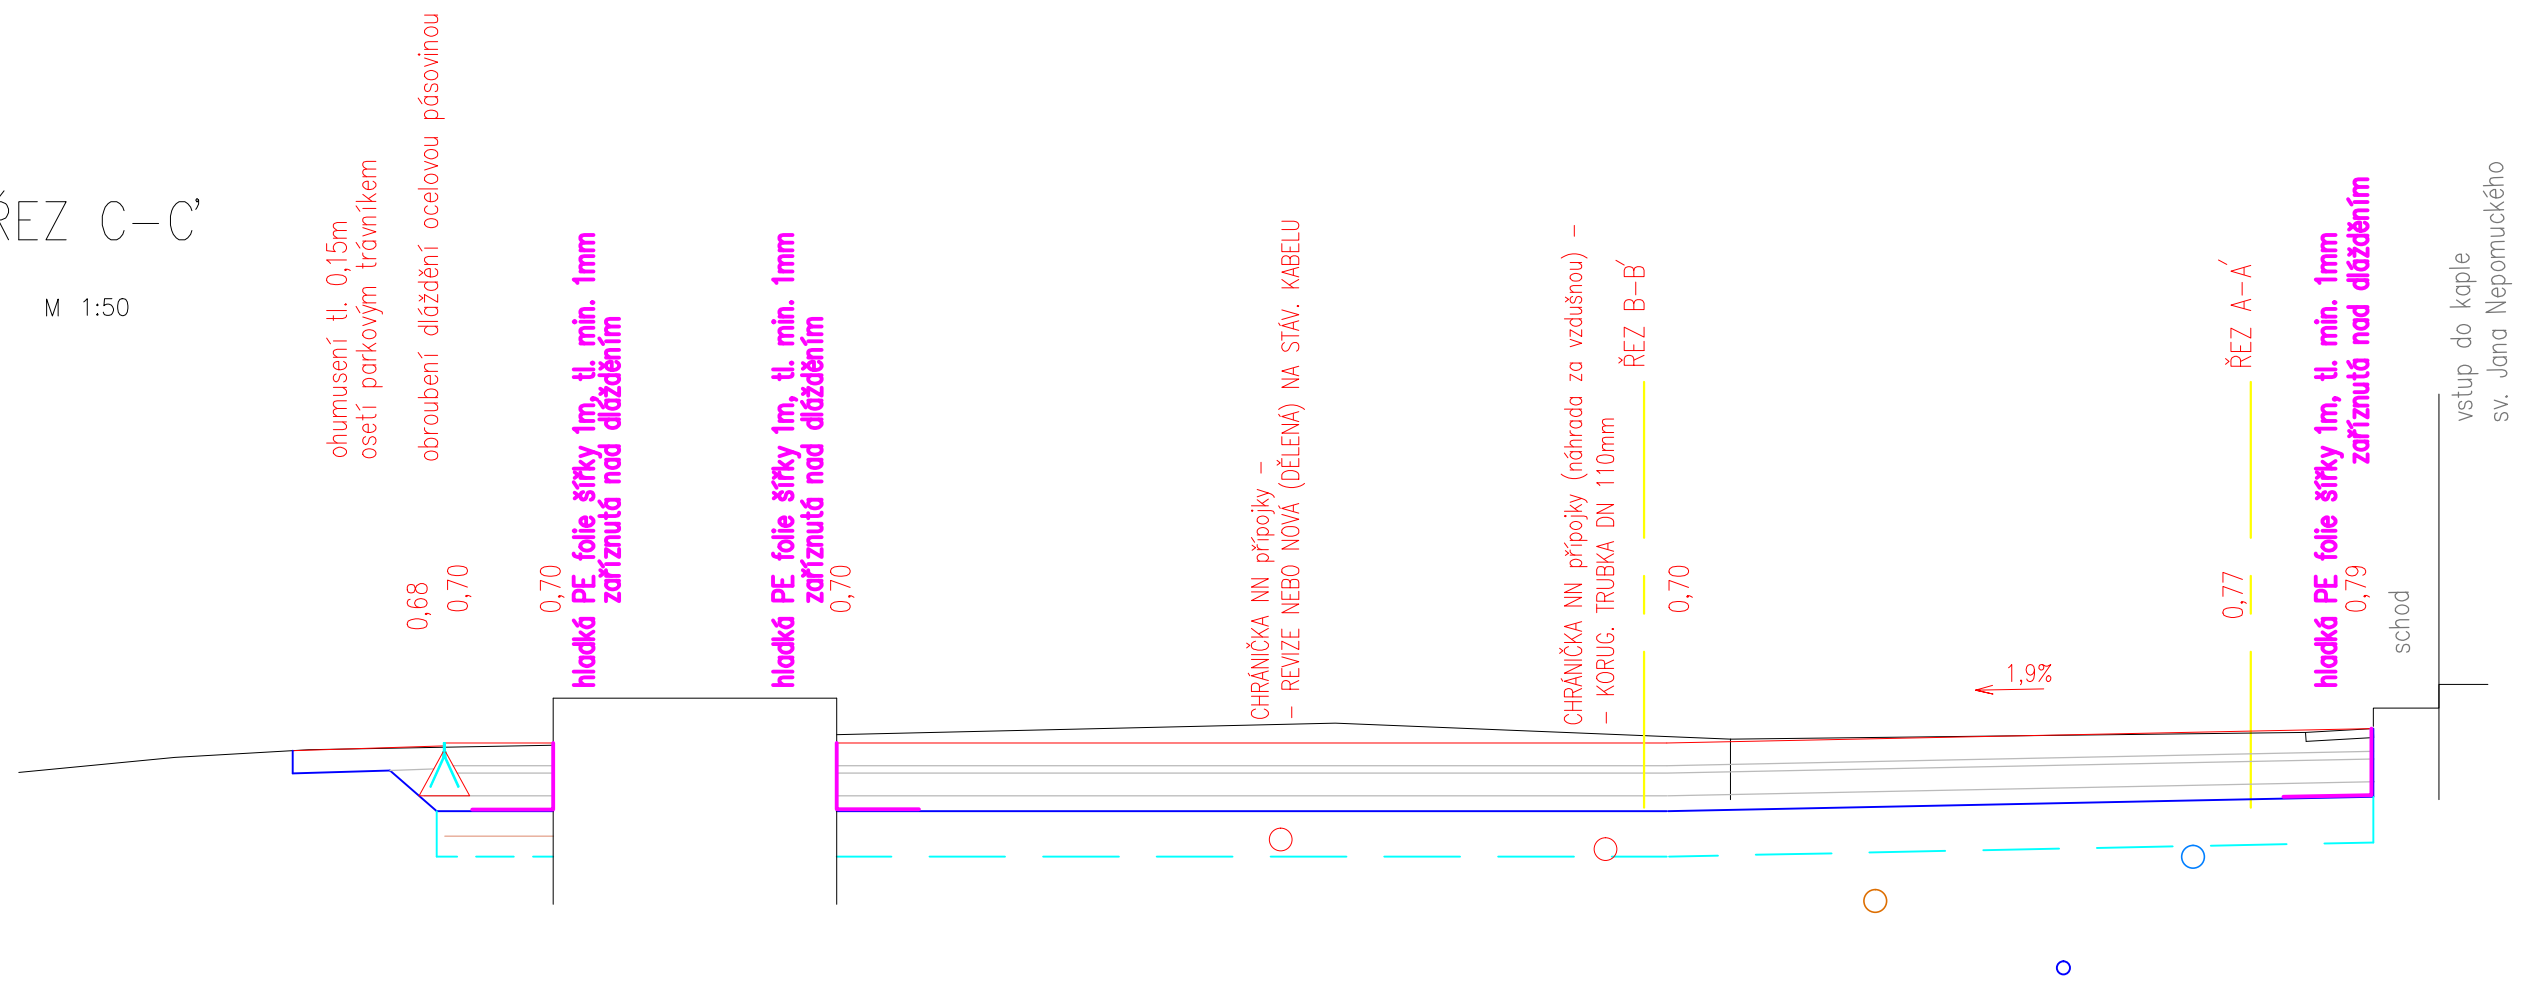 ŘEZ C-C'
M 1:50
ohumusení tl. 0,15m
osetí parkovým trávníkem
obroubení dláždění ocelovou pásovinou
0,68
0,70
0,70
hladká PE folie šířky 1m, tl. min. 1mm
zaříznutá nad dlážděním
hladká PE folie šířky 1m, tl. min. 1mm
zaříznutá nad dlážděním
0,70
CHRÁNIČKA NN přípojky -
- REVIZE NEBO NOVÁ (DĚLENÁ) NA STÁV. KABELU
CHRÁNIČKA NN přípojky (náhrada za vzdušnou) -
- KORUG. TRUBKA DN 110mm
ŘEZ B-B'
0,70
1,9%
ŘEZ A-A'
0,77
hladká PE folie šířky 1m, tl. min. 1mm
zaříznutá nad dlážděním
0,79
schod
vstup do kaple
sv. Jana Nepomuckého